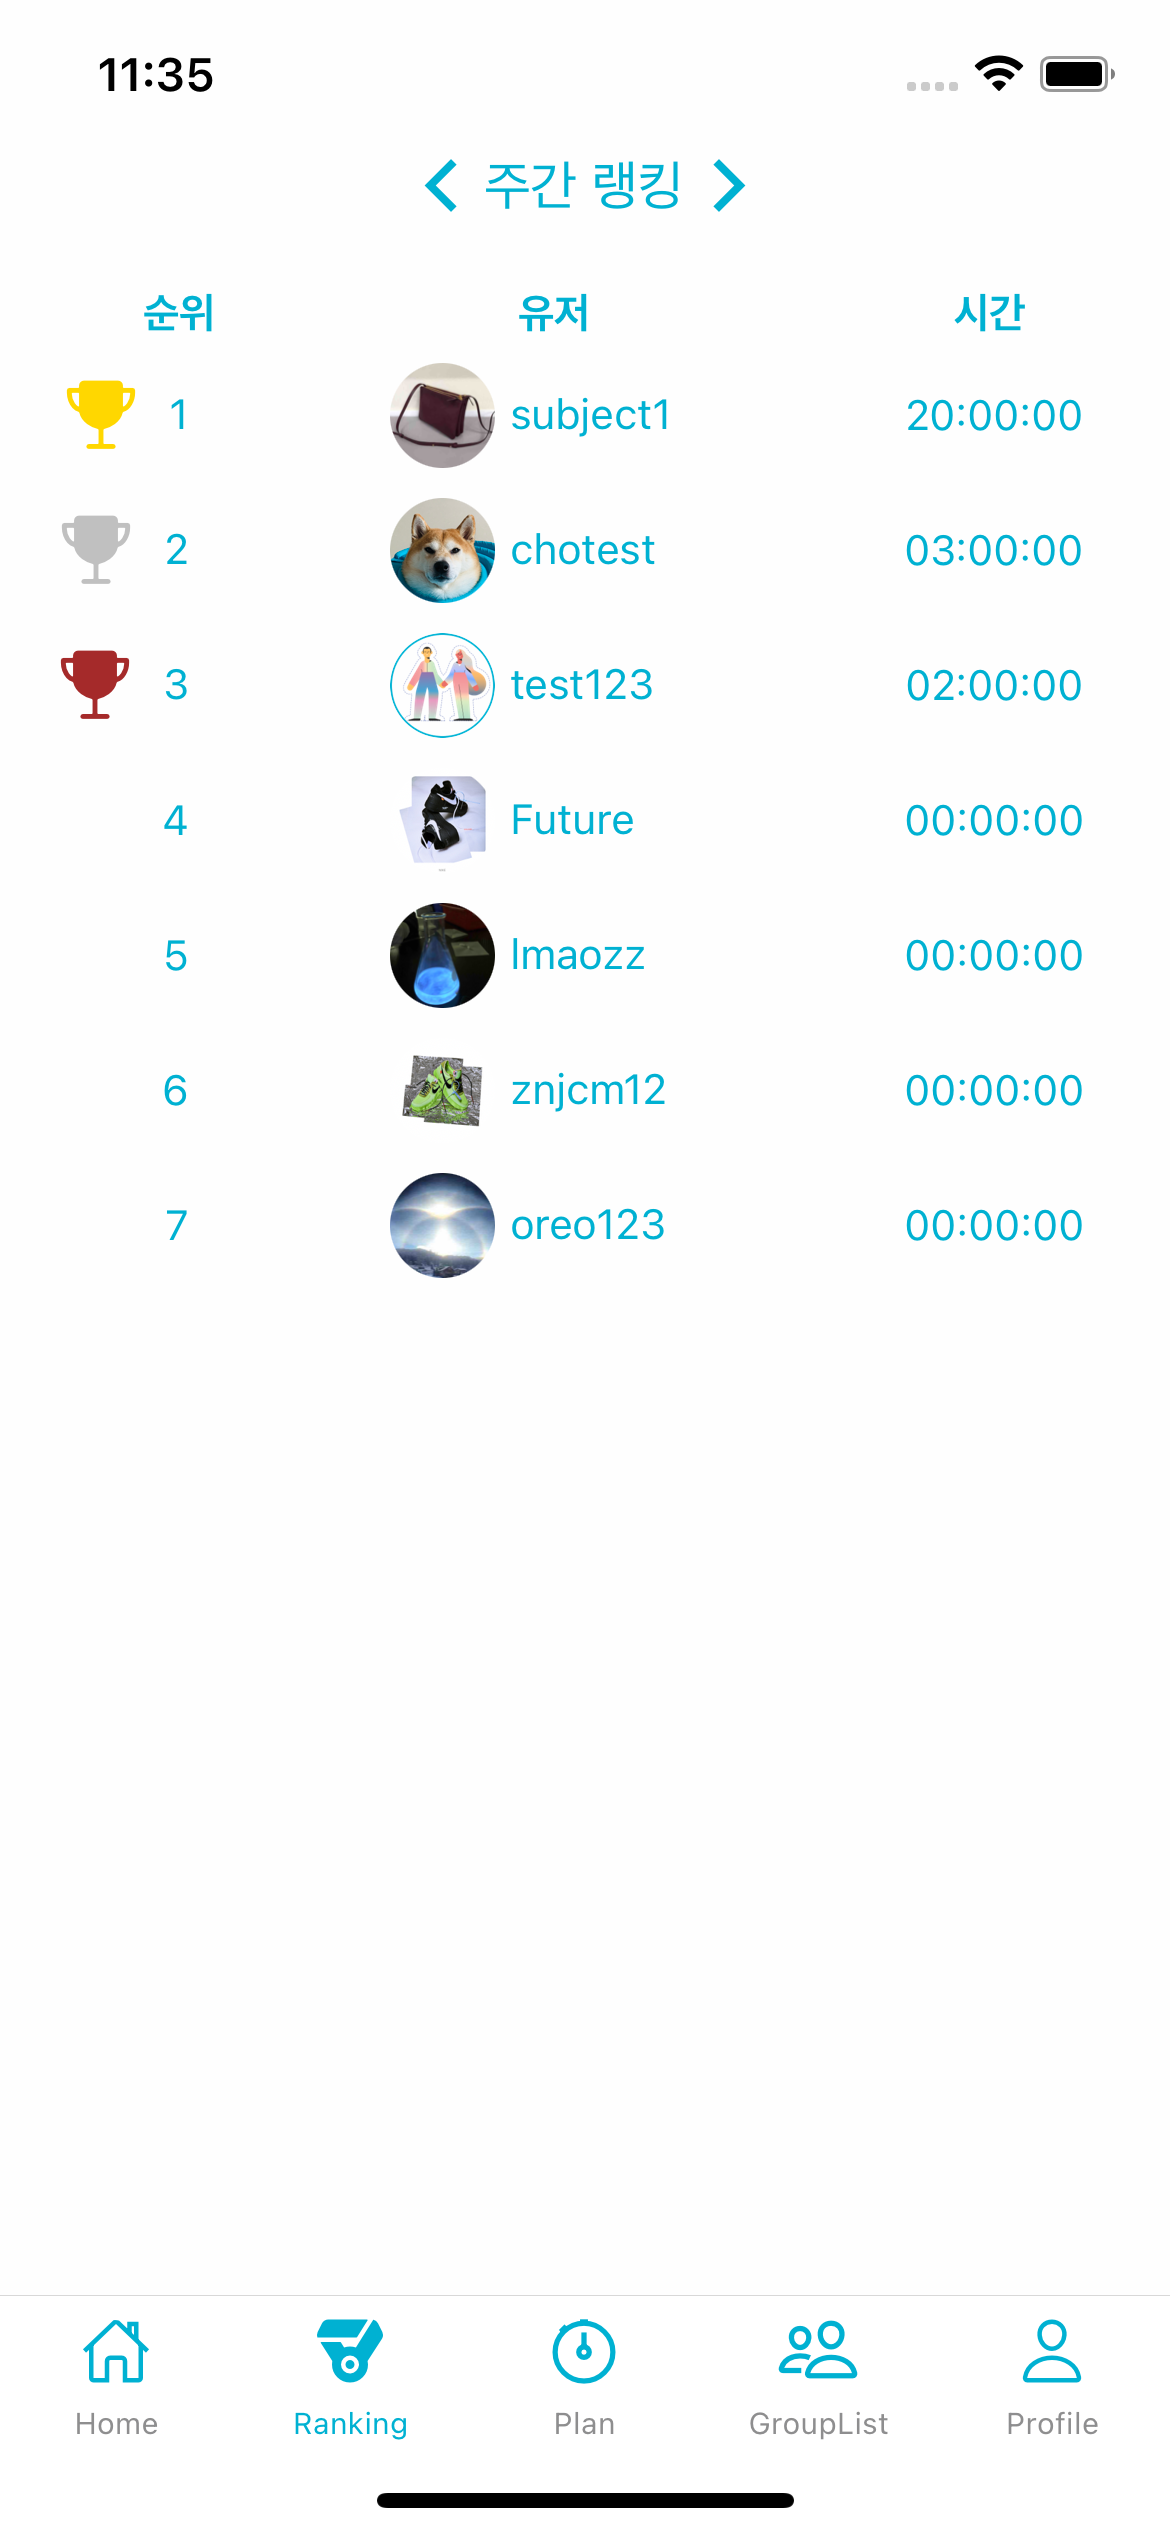 11:35
주간 랭킹
순위 유저 시간
1 subject1 20:00:00
2 chotest 03:00:00
3 test123 02:00:00
4 Future 00:00:00
5 lmaozz 00:00:00
6 znjcm12 00:00:00
7 oreo123 00:00:00
Home Ranking Plan GroupList Profile